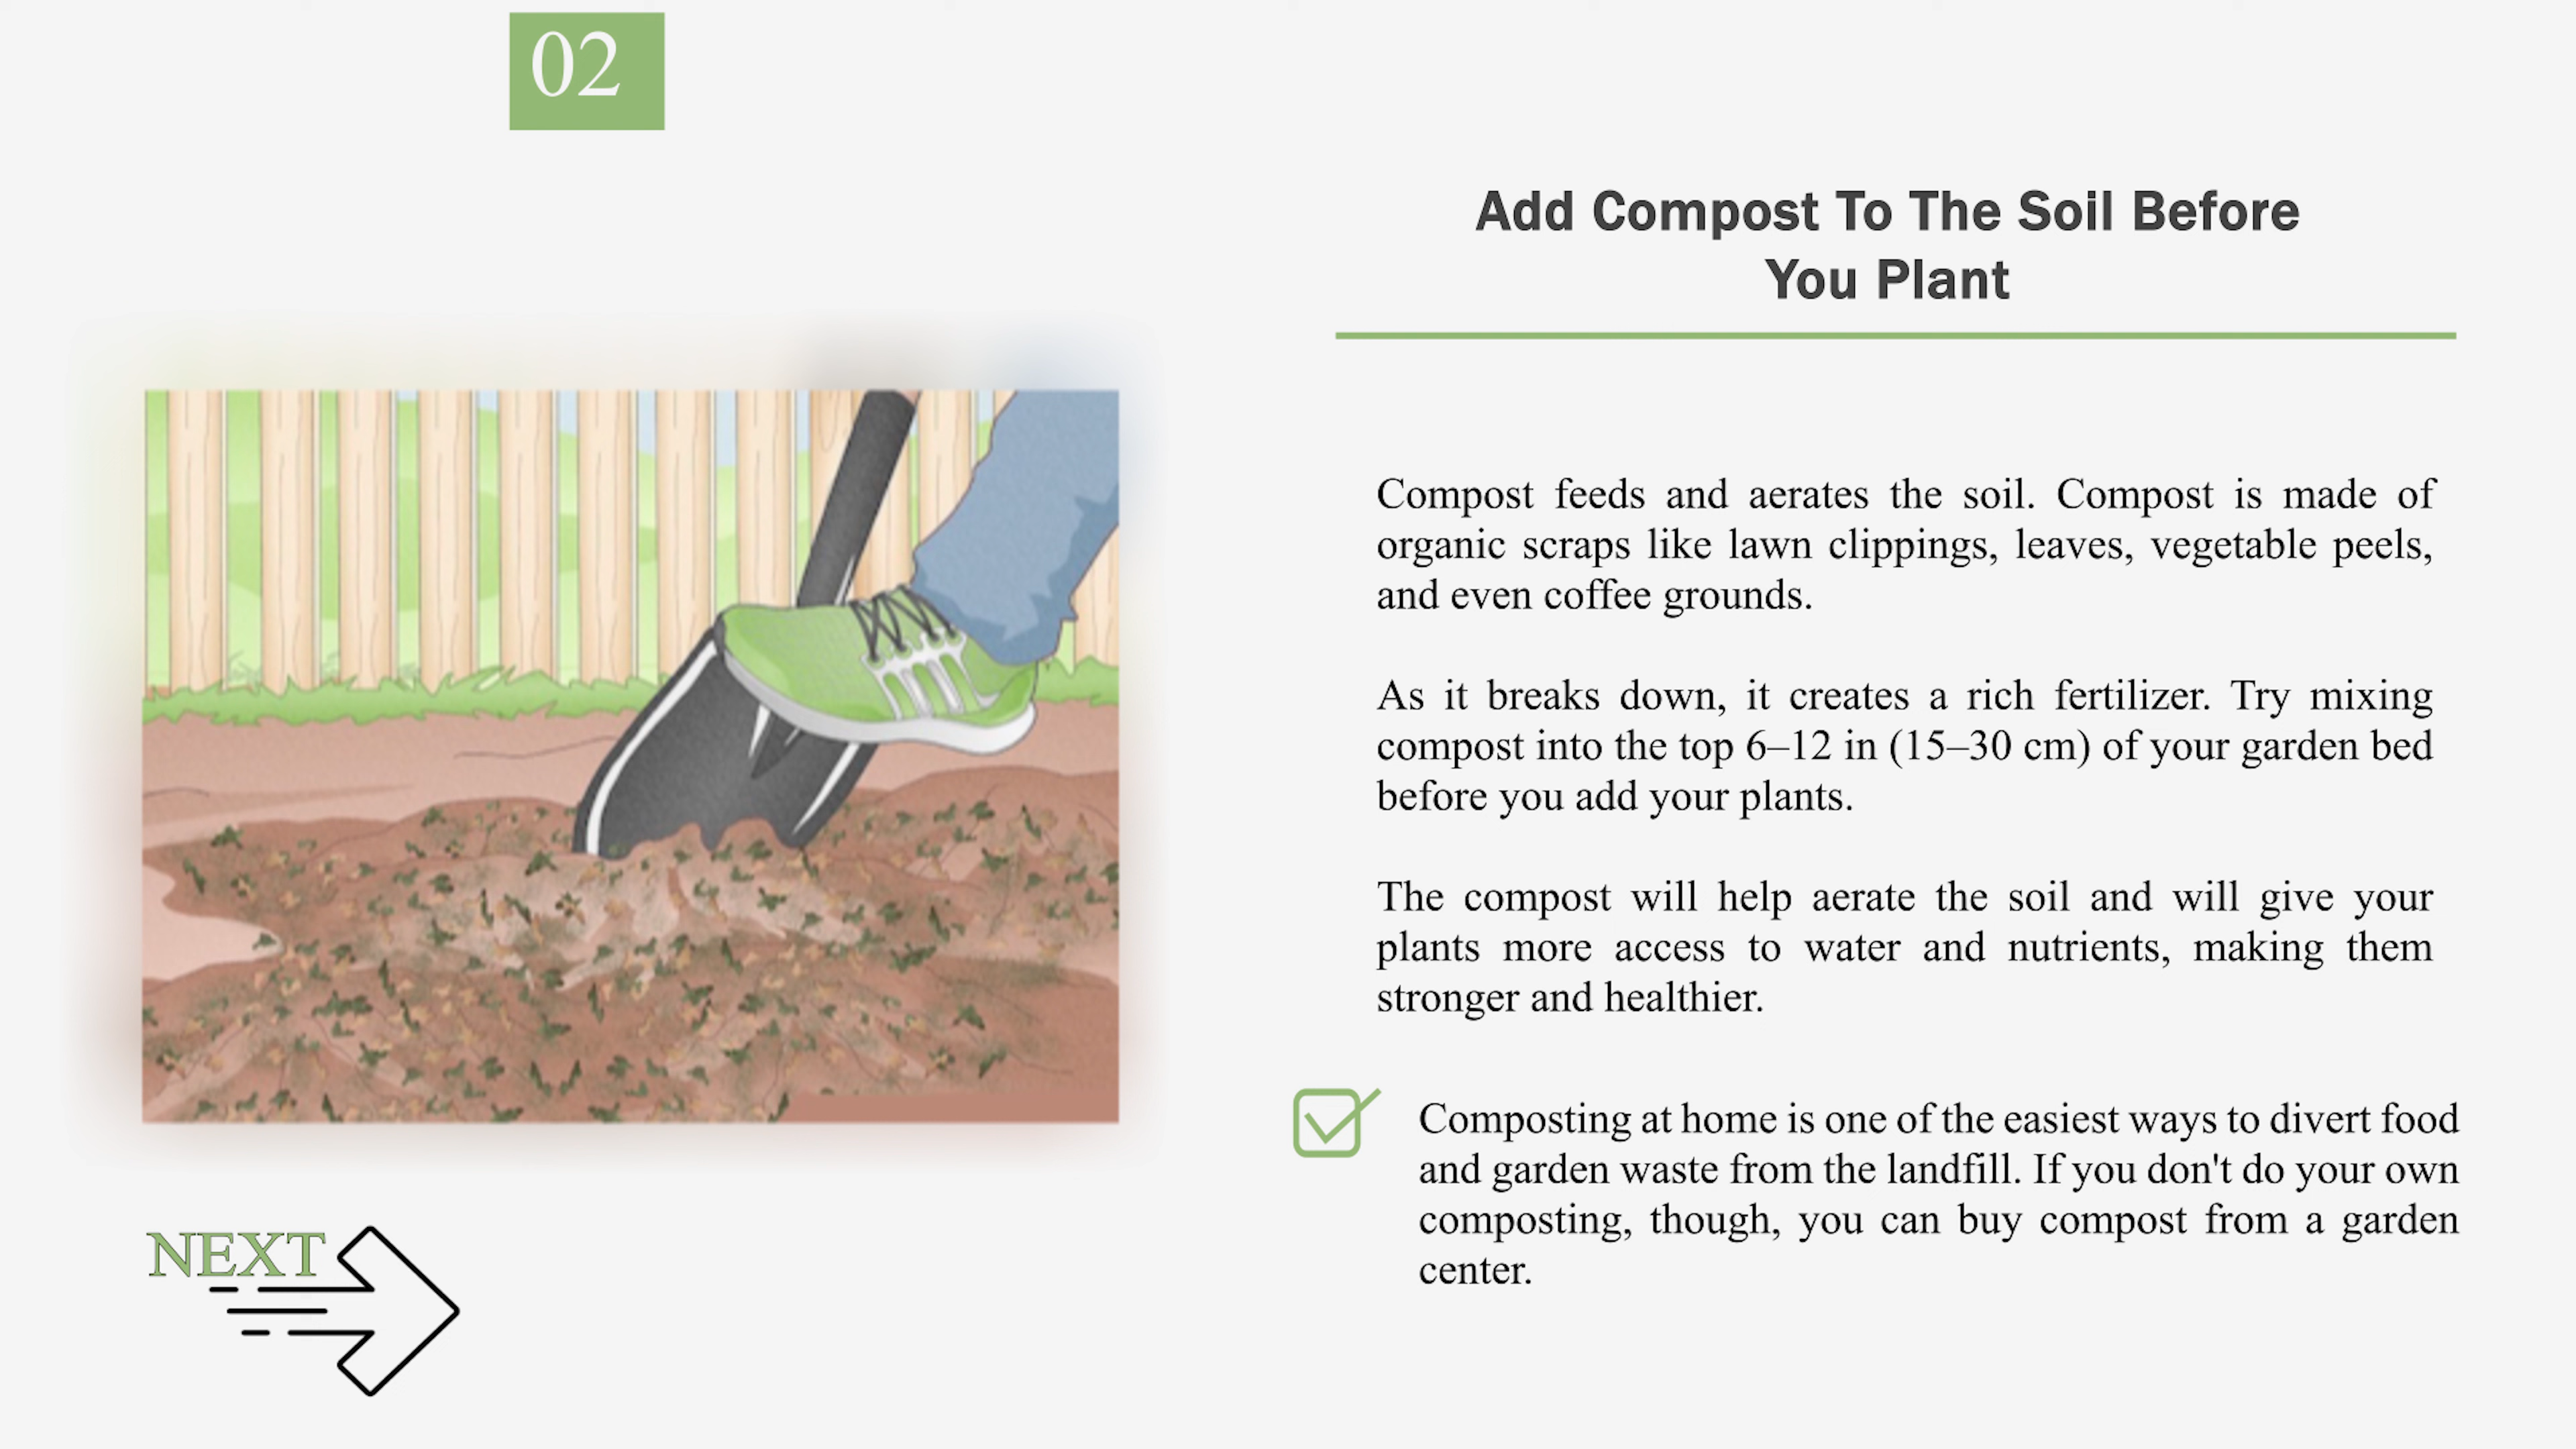 02
Add Compost To The Soil Before
You Plant
Compost feeds and aerates the soil. Compost is made of
organic scraps like lawn clippings, leaves, vegetable peels,
and even coffee grounds.
As it breaks down, it creates a rich fertilizer. Try mixing
compost into the top 6–12 in (15–30 cm) of your garden bed
before you add your plants.
The compost will help aerate the soil and will give your
plants more access to water and nutrients, making them
stronger and healthier.
Composting at home is one of the easiest ways to divert food
and garden waste from the landfill. If you don't do your own
composting, though, you can buy compost from a garden
center.
NEXT